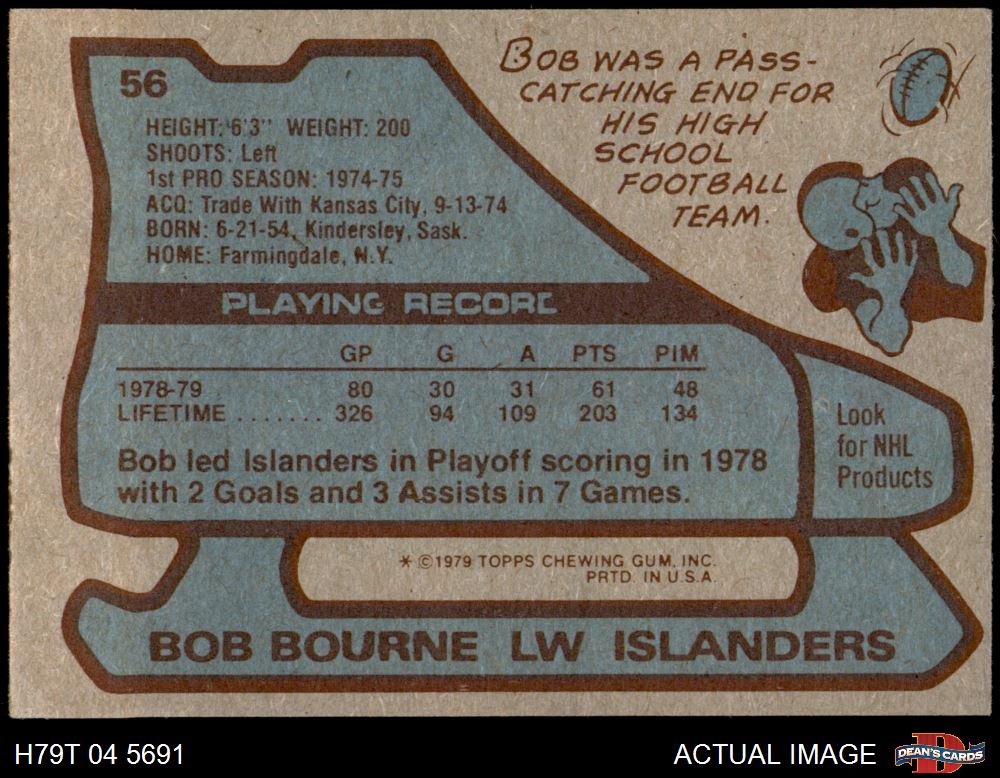 56
HEIGHT: 6'3" WEIGHT: 200
SHOOTS: Left
1st PRO SEASON: 1974-75
ACQ: Trade With Kansas City, 9-13-74
BORN: 6-21-54, Kindersley, Sask.
HOME: Farmingdale, N.Y.
BOB WAS A PASS-
CATCHING END FOR
HIS HIGH
SCHOOL
FOOTBALL
TEAM.
PLAYING RECORD
GP G A PTS PIM
1978-79 80 30 31 61 48
LIFETIME ....... 326 94 109 203 134
Bob led Islanders in Playoff scoring in 1978
with 2 Goals and 3 Assists in 7 Games.
Look
for NHL
Products
* ©1979 TOPPS CHEWING GUM, INC.
PRTD. IN U.S.A.
BOB BOURNE LW ISLANDERS
H79T 04 5691
ACTUAL IMAGE
D
DEAN'S CARDS